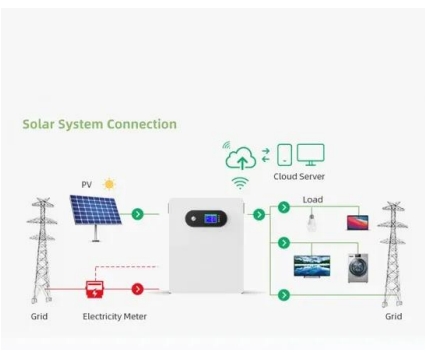 Solar System Connection
Cloud Server
PV
Load
Grid
Electricity Meter
Grid